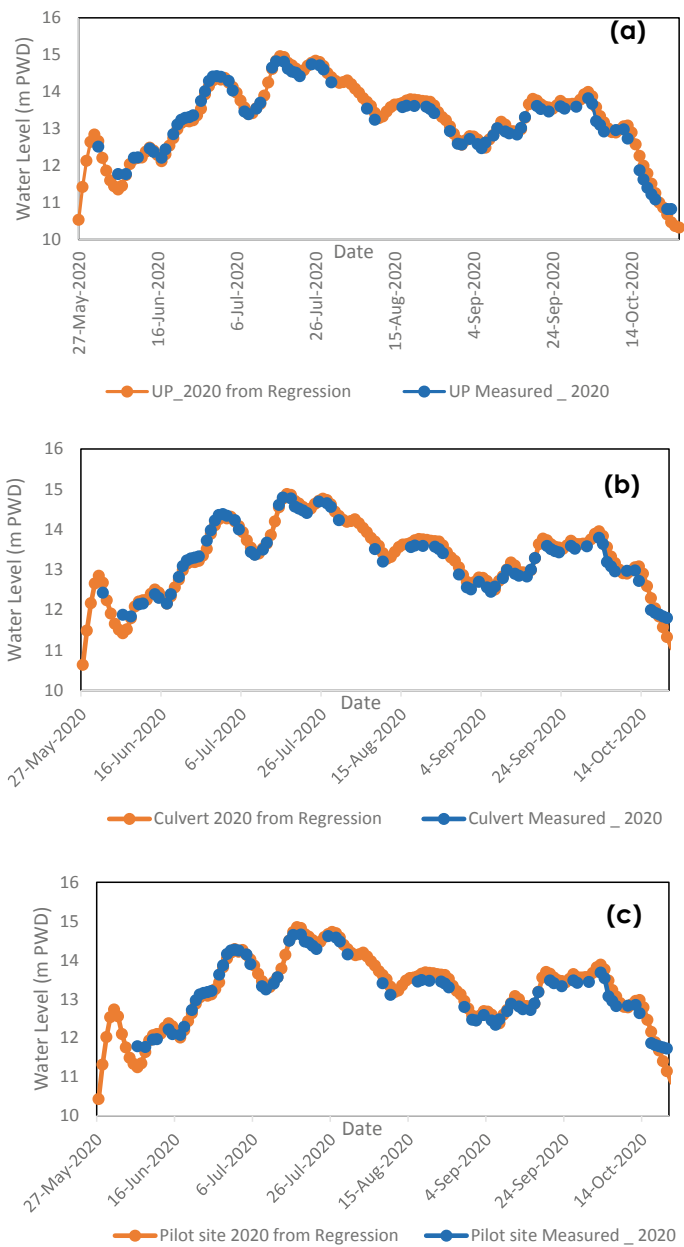 (a)
Water Level (m PWD)
16
15
14
13
12
11
10
Date
27-May-2020
16-Jun-2020
6-Jul-2020
26-Jul-2020
15-Aug-2020
4-Sep-2020
24-Sep-2020
14-Oct-2020
UP_2020 from Regression
UP Measured _ 2020
(b)
Water Level (m PWD)
16
15
14
13
12
11
10
Date
27-May-2020
16-Jun-2020
6-Jul-2020
26-Jul-2020
15-Aug-2020
4-Sep-2020
24-Sep-2020
14-Oct-2020
Culvert 2020 from Regression
Culvert Measured _ 2020
(c)
Water Level (m PWD)
16
15
14
13
12
11
10
Date
27-May-2020
16-Jun-2020
6-Jul-2020
26-Jul-2020
15-Aug-2020
4-Sep-2020
24-Sep-2020
14-Oct-2020
Pilot site 2020 from Regression
Pilot site Measured _ 2020